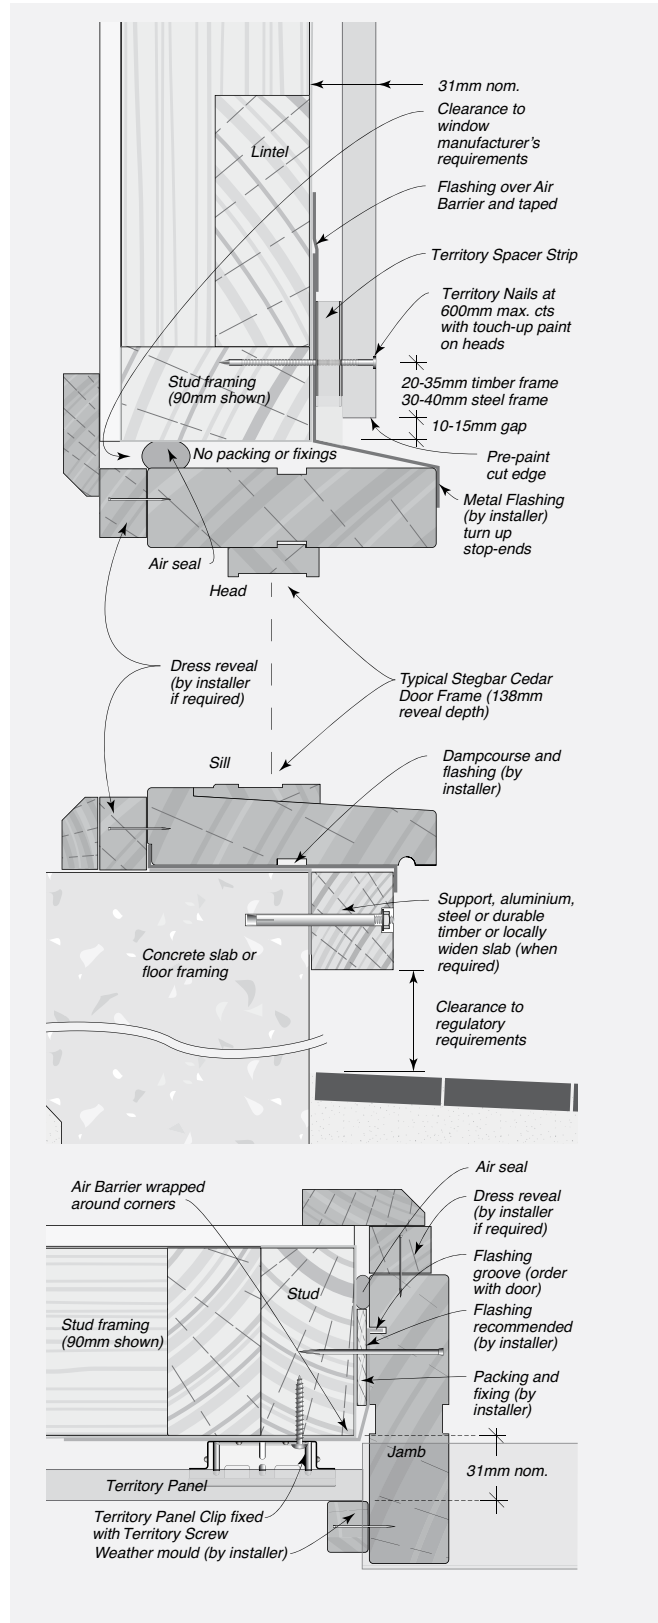 31mm nom.
Clearance to
window
manufacturer's
requirements
Lintel
Flashing over Air
Barrier and taped
Territory Spacer Strip
Territory Nails at
600mm max. cts
with touch-up paint
on heads
Stud framing
(90mm shown)
20-35mm timber frame
30-40mm steel frame
10-15mm gap
No packing or fixings
Pre-paint
cut edge
Metal Flashing
(by installer)
turn up
stop-ends
Air seal
Head
Dress reveal
(by installer
if required)
Typical Stegbar Cedar
Door Frame (138mm
reveal depth)
Sill
Dampcourse and
flashing (by
installer)
Support, aluminium,
steel or durable
timber or locally
widen slab (when
required)
Concrete slab or
floor framing
Clearance to
regulatory
requirements
Air seal
Air Barrier wrapped
around corners
Dress reveal
(by installer
if required)
Flashing
groove (order
with door)
Stud
Stud framing
(90mm shown)
Flashing
recommended
(by installer)
Packing and
fixing (by
installer)
Jamb
31mm nom.
Territory Panel
Territory Panel Clip fixed
with Territory Screw
Weather mould (by installer)